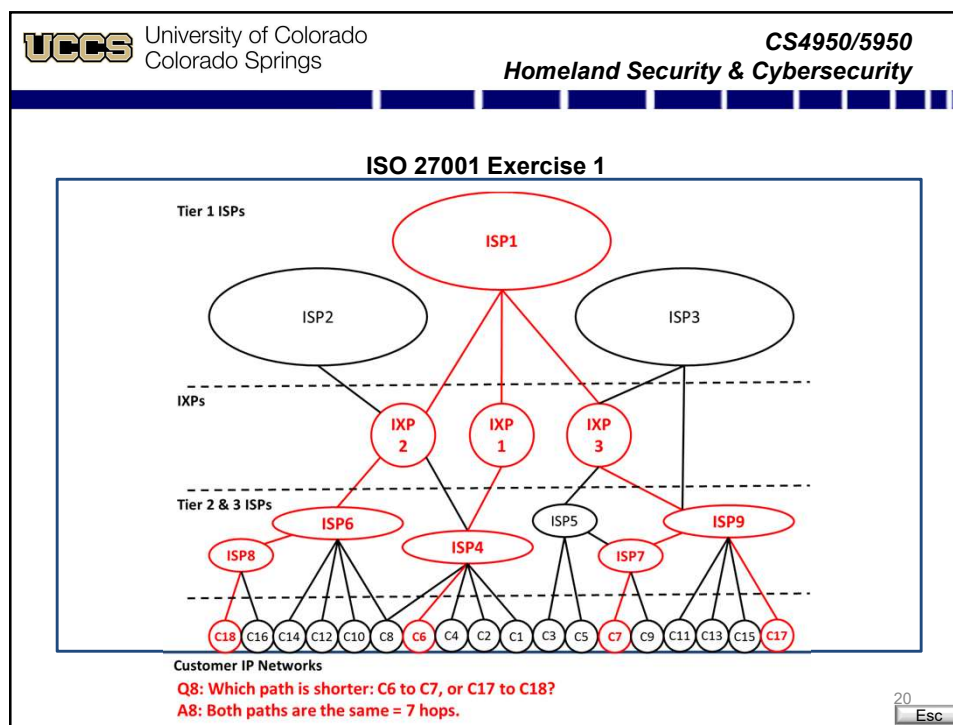 UCCS University of Colorado
Colorado Springs
CS4950/5950
Homeland Security & Cybersecurity
ISO 27001 Exercise 1
Tier 1 ISPs
ISP1
ISP2
ISP3
IXPs
IXP 2
IXP 1
IXP 3
Tier 2 & 3 ISPs
ISP6
ISP5
ISP9
ISP8
ISP4
ISP7
C18 C16 C14 C12 C10 C8 C6 C4 C2 C1 C3 C5 C7 C9 C11 C13 C15 C17
Customer IP Networks
Q8: Which path is shorter: C6 to C7, or C17 to C18?
A8: Both paths are the same = 7 hops.
20
Esc